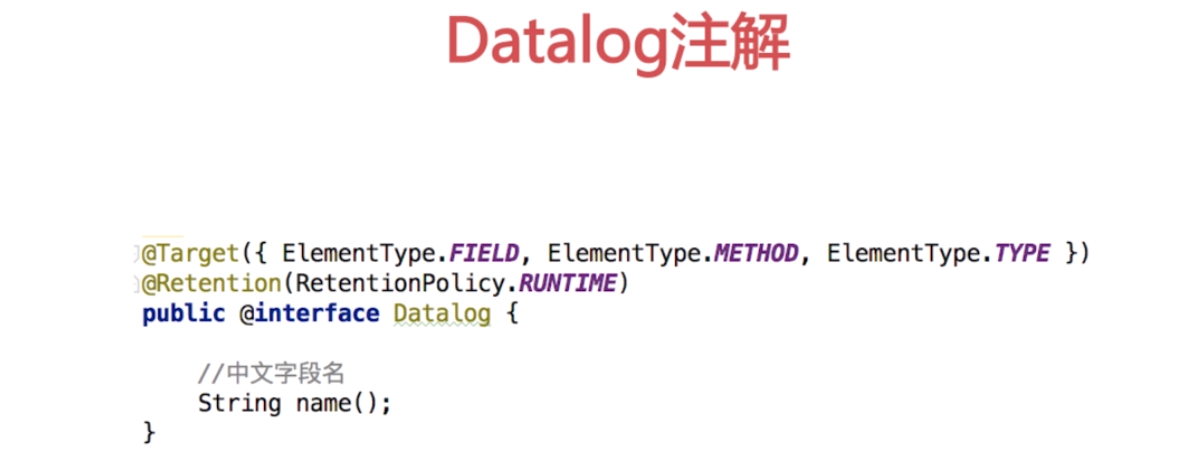 Datalog注解
@Target({ ElementType.FIELD, ElementType.METHOD, ElementType.TYPE })
@Retention(RetentionPolicy.RUNTIME)
public @interface Datalog {
//中文字段名
String name();
}